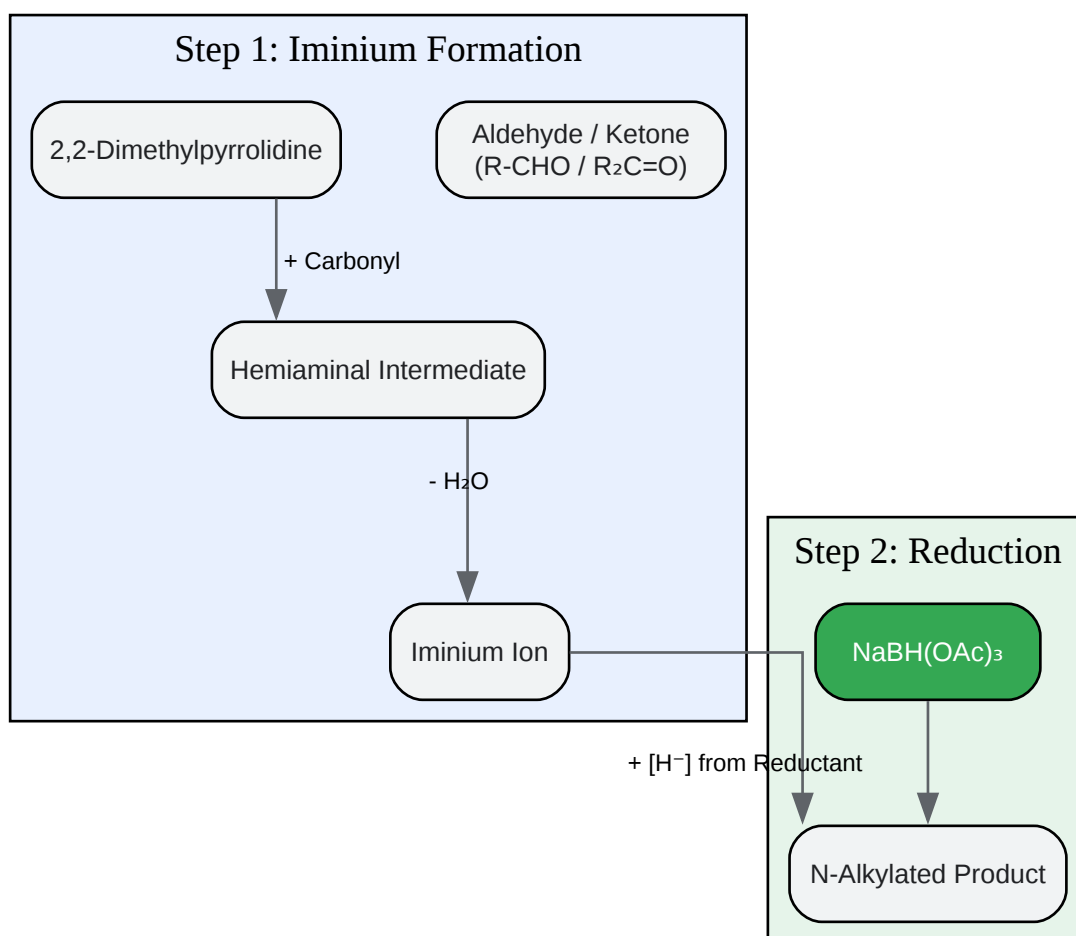 Step 1: Iminium Formation
2,2-Dimethylpyrrolidine
Aldehyde / Ketone
(R-CHO / R₂C=O)
+ Carbonyl
Hemiaminal Intermediate
- H₂O
Iminium Ion
Step 2: Reduction
NaBH(OAc)₃
+ [H⁻] from Reductant
N-Alkylated Product